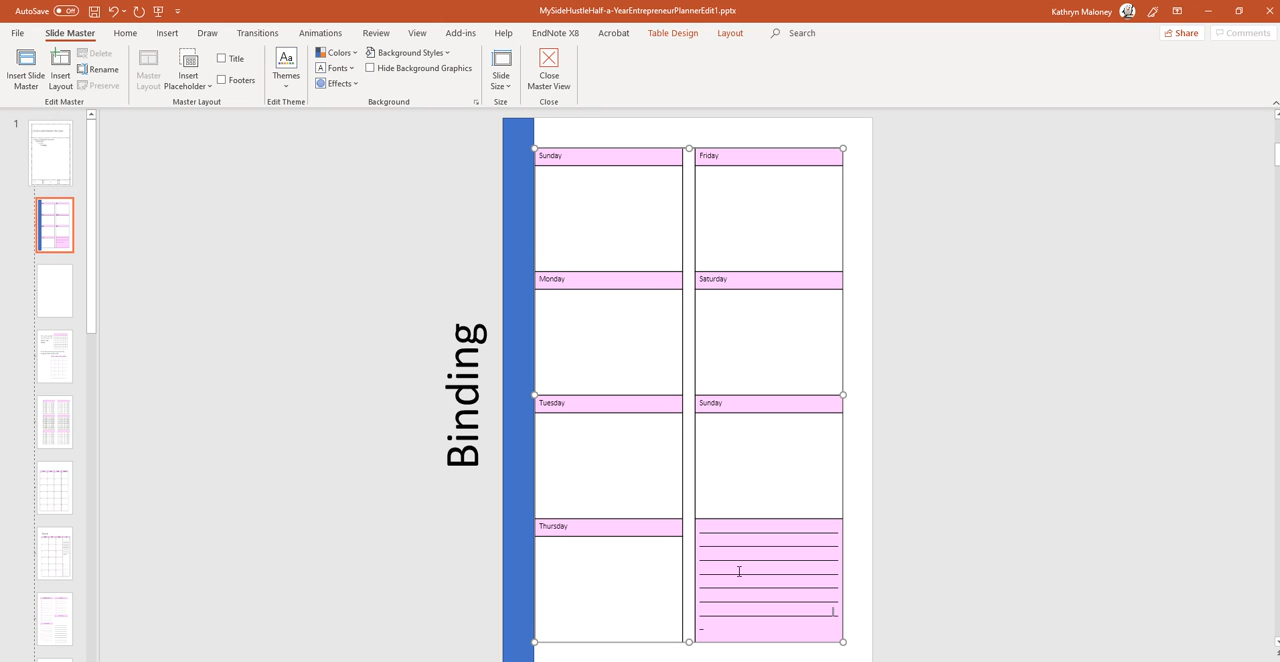 AutoSave Off MySideHustleHalf-a-YearEntrepreneurPlannerEdit1.pptx Kathryn Maloney
File Slide Master Home Insert Draw Transitions Animations Review View Add-ins Help EndNote X8 Acrobat Table Design Layout Search Share Comments
Insert Slide Master
Insert Layout
Delete
Rename
Preserve
Edit Master
Master Layout
Insert Placeholder
Title
Footers
Master Layout
Aa
Themes
Edit Theme
Colors
Fonts
Effects
Background Styles
Hide Background Graphics
Background
Slide Size
Size
Close Master View
Close
1
Binding
Sunday Friday
Monday Saturday
Tuesday Sunday
Thursday